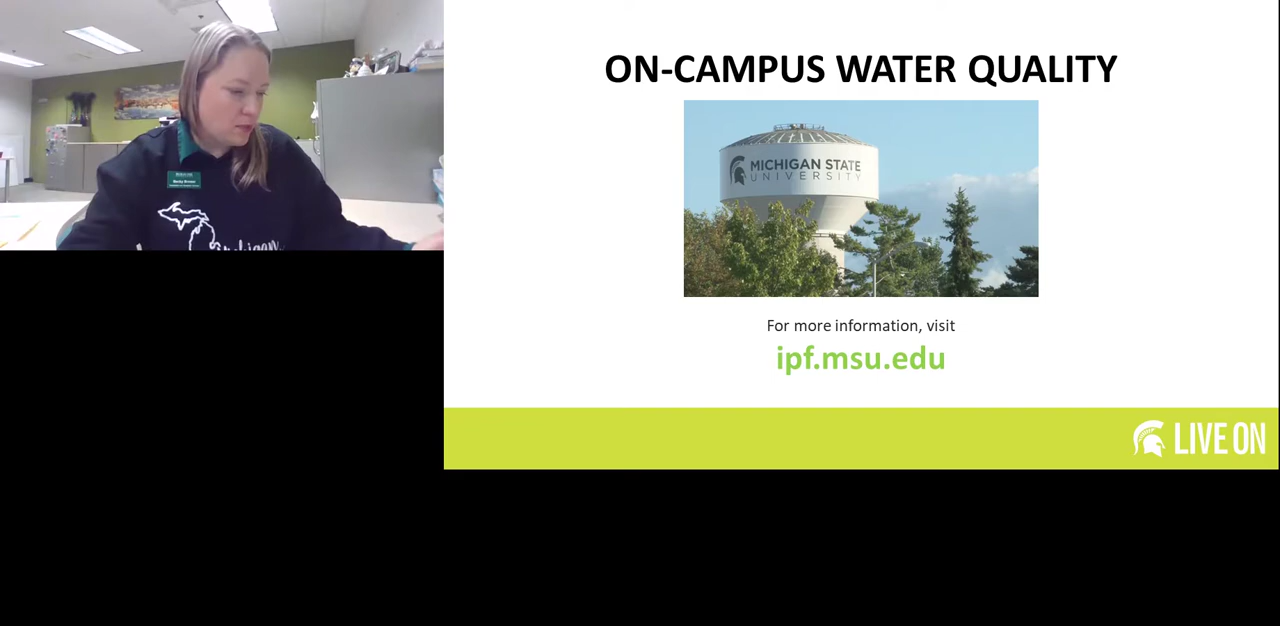 ON-CAMPUS WATER QUALITY
MICHIGAN STATE
UNIVERSITY
For more information, visit
ipf.msu.edu
LIVE ON